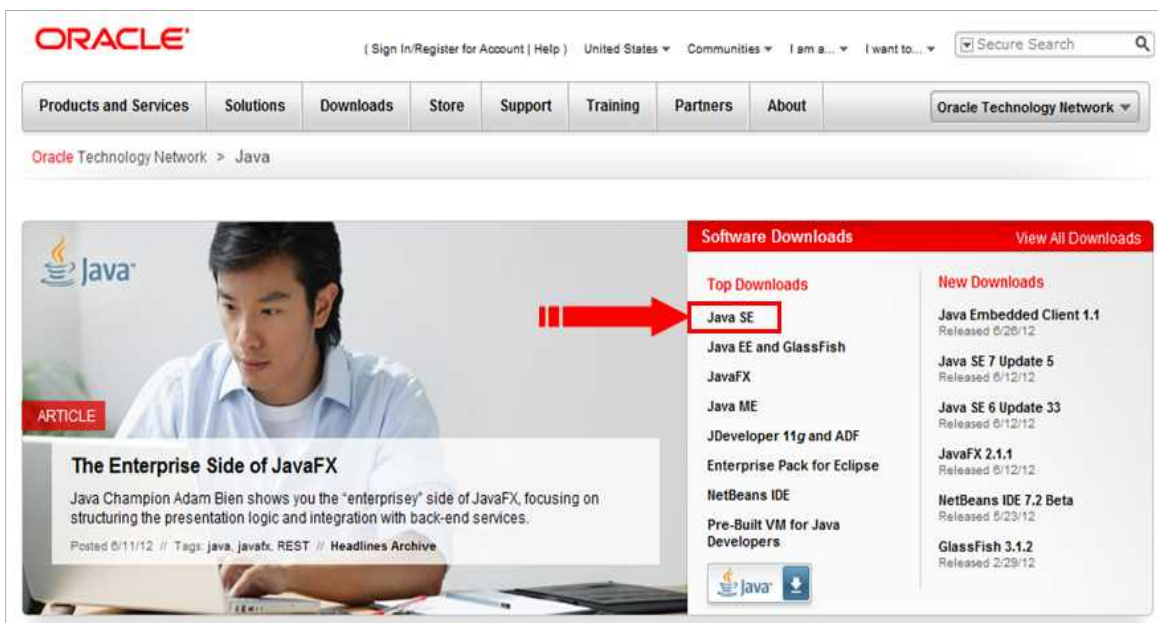 ORACLE
( Sign In/Register for Account | Help ) United States Communities I am a... I want to... Secure Search
Products and Services Solutions Downloads Store Support Training Partners About Oracle Technology Network
Oracle Technology Network > Java
Java
ARTICLE
The Enterprise Side of JavaFX
Java Champion Adam Bien shows you the "enterprisey" side of JavaFX, focusing on
structuring the presentation logic and integration with back-end services.
Posted 6/11/12 // Tags: java, javafx, REST // Headlines Archive
Software Downloads View All Downloads
Top Downloads
Java SE
Java EE and GlassFish
JavaFX
Java ME
JDeveloper 11g and ADF
Enterprise Pack for Eclipse
NetBeans IDE
Pre-Built VM for Java
Developers
Java
New Downloads
Java Embedded Client 1.1
Released 6/26/12
Java SE 7 Update 5
Released 6/12/12
Java SE 6 Update 33
Released 6/12/12
JavaFX 2.1.1
Released 6/12/12
NetBeans IDE 7.2 Beta
Released 5/23/12
GlassFish 3.1.2
Released 2/29/12